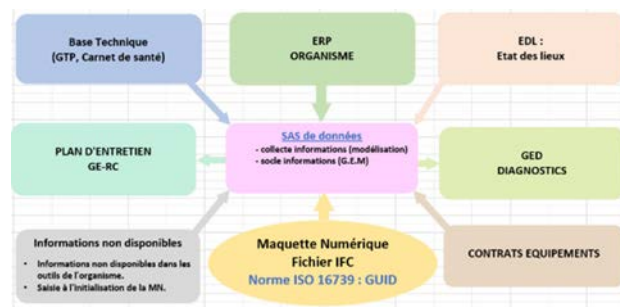 Base Technique
(GTP, Carnet de santé)
ERP
ORGANISME
EDL :
Etat des lieux
PLAN D'ENTRETIEN
GE-RC
SAS de données
- collecte informations (modélisation)
- socle informations (G.E.M)
GED
DIAGNOSTICS
Informations non disponibles
• Informations non disponibles dans les
outils de l'organisme.
• Saisie à l'initialisation de la MN.
Maquette Numérique
Fichier IFC
Norme ISO 16739 : GUID
CONTRATS EQUIPEMENTS